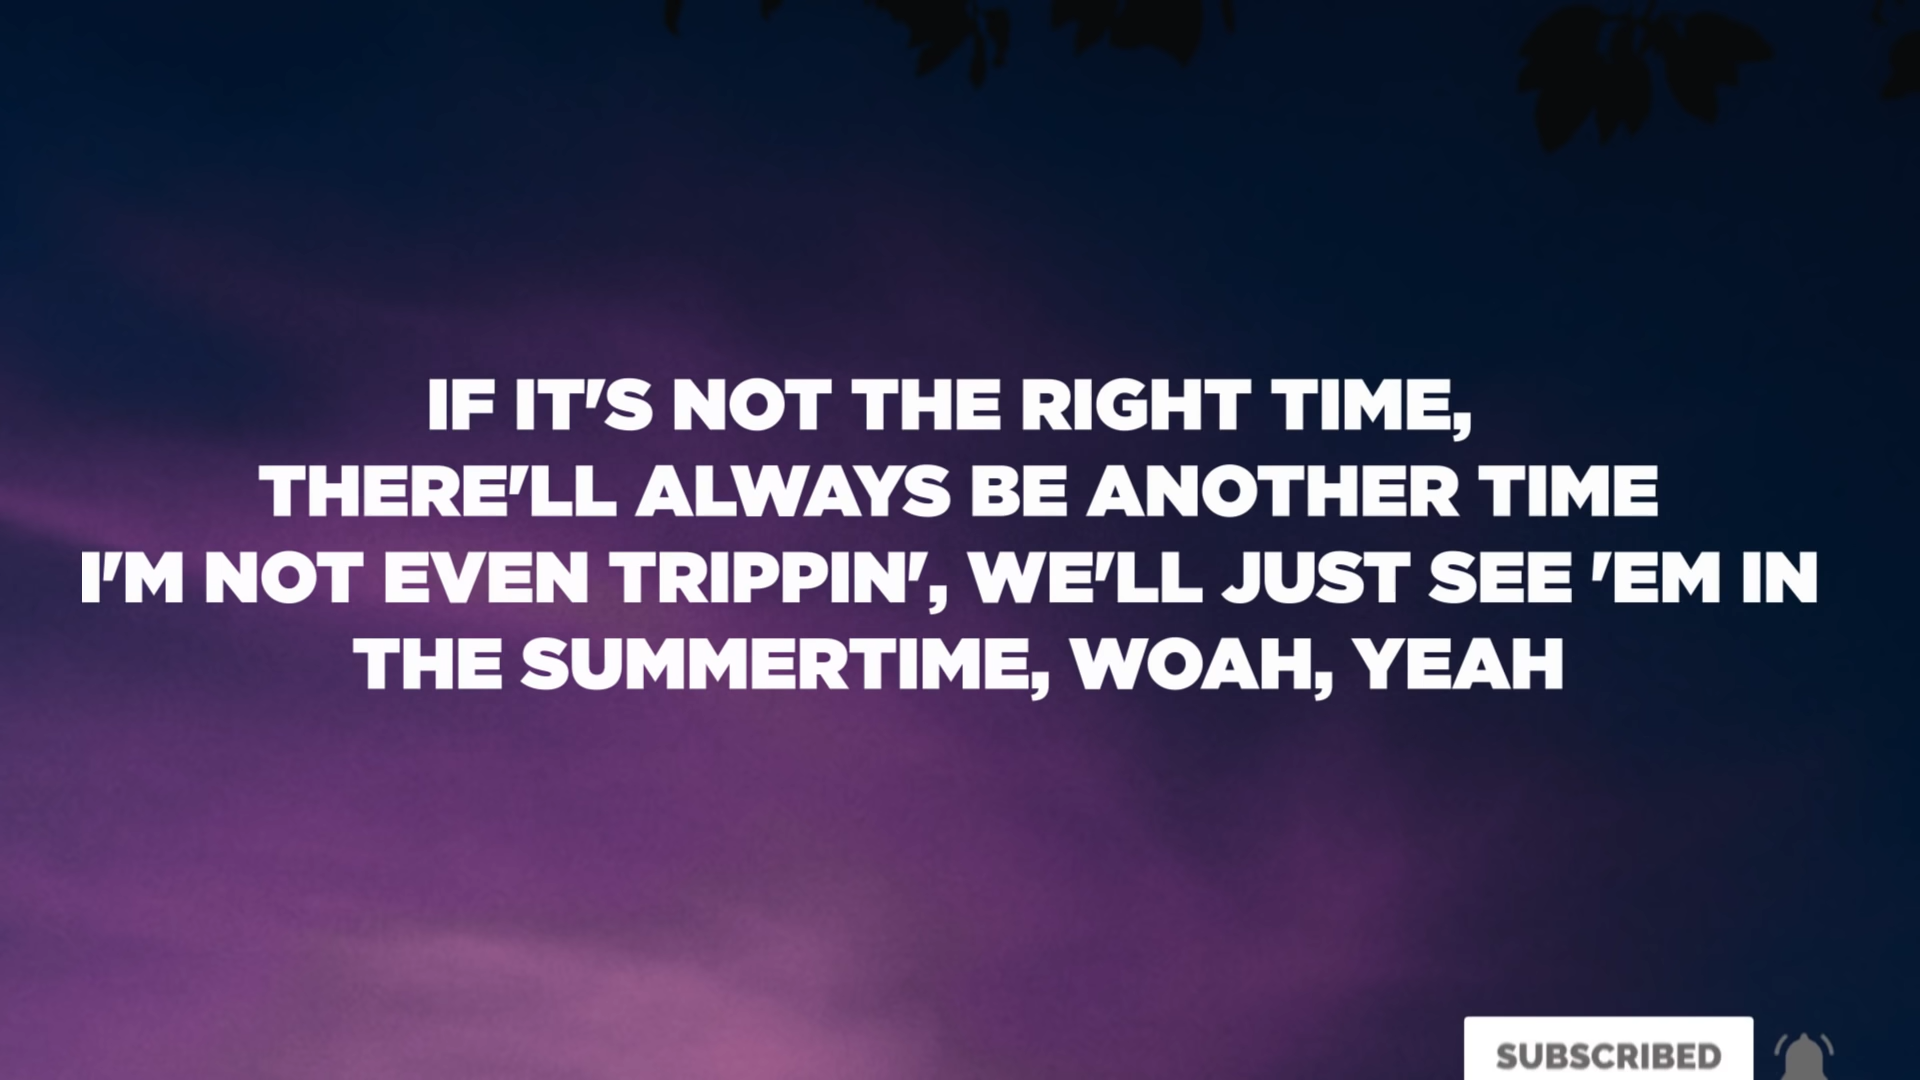 IF IT'S NOT THE RIGHT TIME,
THERE'LL ALWAYS BE ANOTHER TIME
I'M NOT EVEN TRIPPIN', WE'LL JUST SEE 'EM IN
THE SUMMERTIME, WOAH, YEAH
SUBSCRIBED